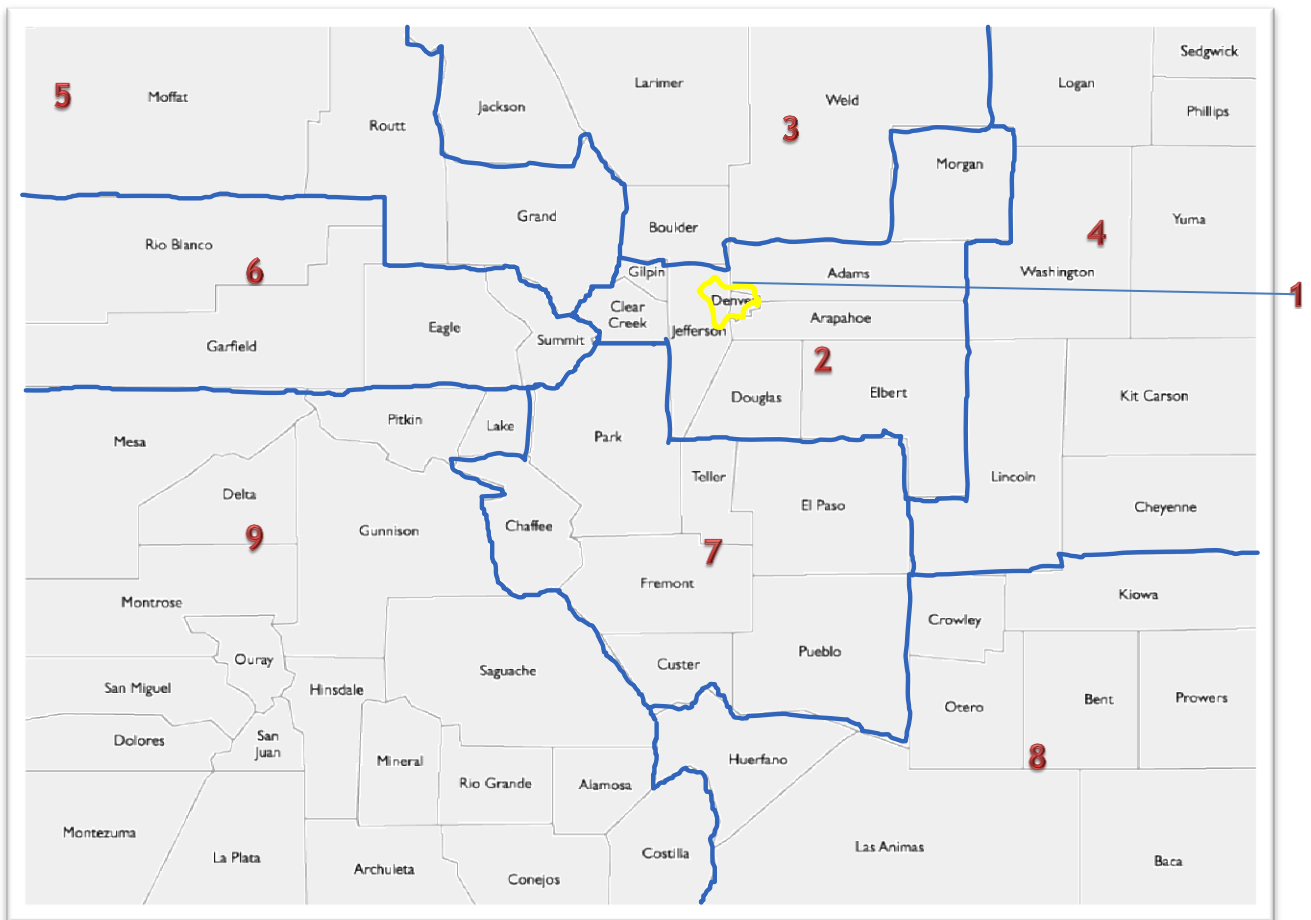 Sedgwick
Moffat
5
Larimer
Logan
Weld
Jackson
Phillips
Routt
3
Morgan
Grand
Boulder
Yuma
4
Rio Blanco
6
Gilpin
Adams
Washington
Denver
1
Clear
Creek
Arapahoe
Eagle
Jefferson
Summit
Garfield
2
Douglas
Elbert
Kit Carson
Pitkin
Lake
Park
Mesa
Teller
Lincoln
Delta
El Paso
Cheyenne
Chaffee
Gunnison
9
7
Fremont
Montrose
Kiowa
Crowley
Pueblo
Ouray
Custer
Saguache
San Miguel
Hinsdale
Bent
Prowers
Otero
Dolores
San
Juan
8
Mineral
Huerfano
Rio Grande
Alamosa
Montezuma
La Plata
Costilla
Las Animas
Archuleta
Baca
Conejos